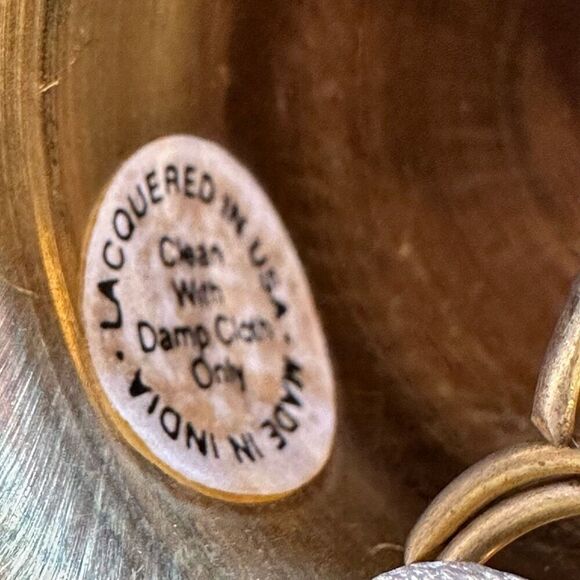 LACQUERED IN USA · MADE IN INDIA ·
Clean
With
Damp Cloth
Only